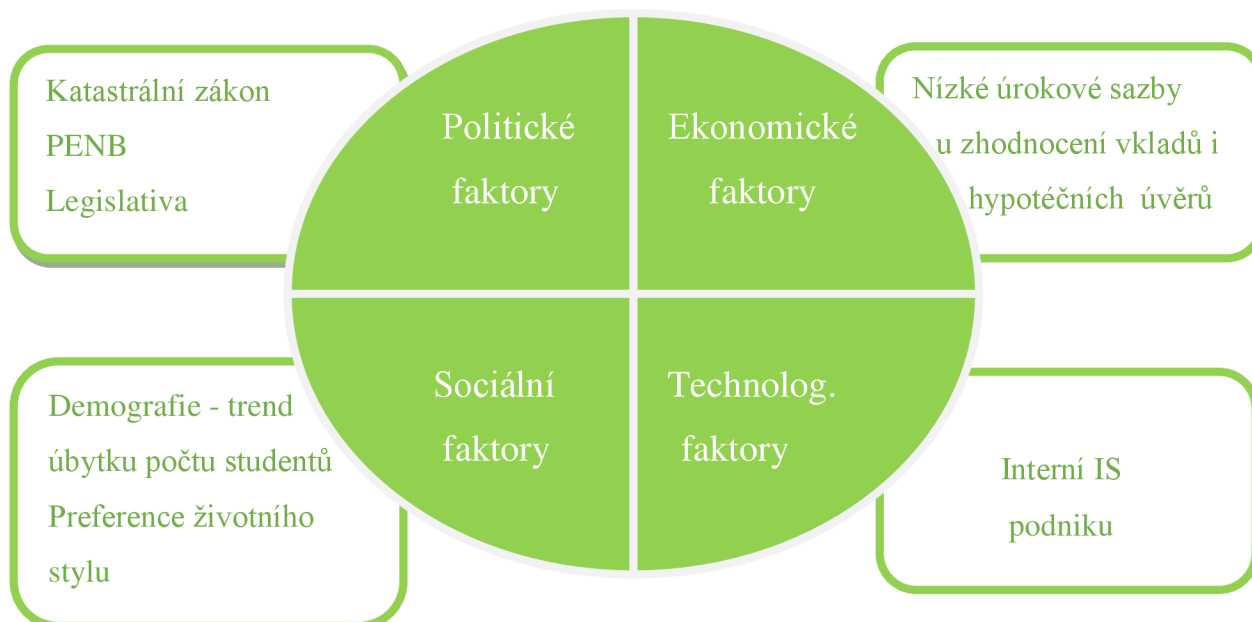 Katastrální zákon
PENB
Legislativa
Politické
faktory
Ekonomické
faktory
Nízké úrokové sazby
u zhodnocení vkladů i
hypotéčních úvěrů
Demografie - trend
úbytku počtu studentů
Preference životního
stylu
Sociální
faktory
Technolog.
faktory
Interní IS
podniku